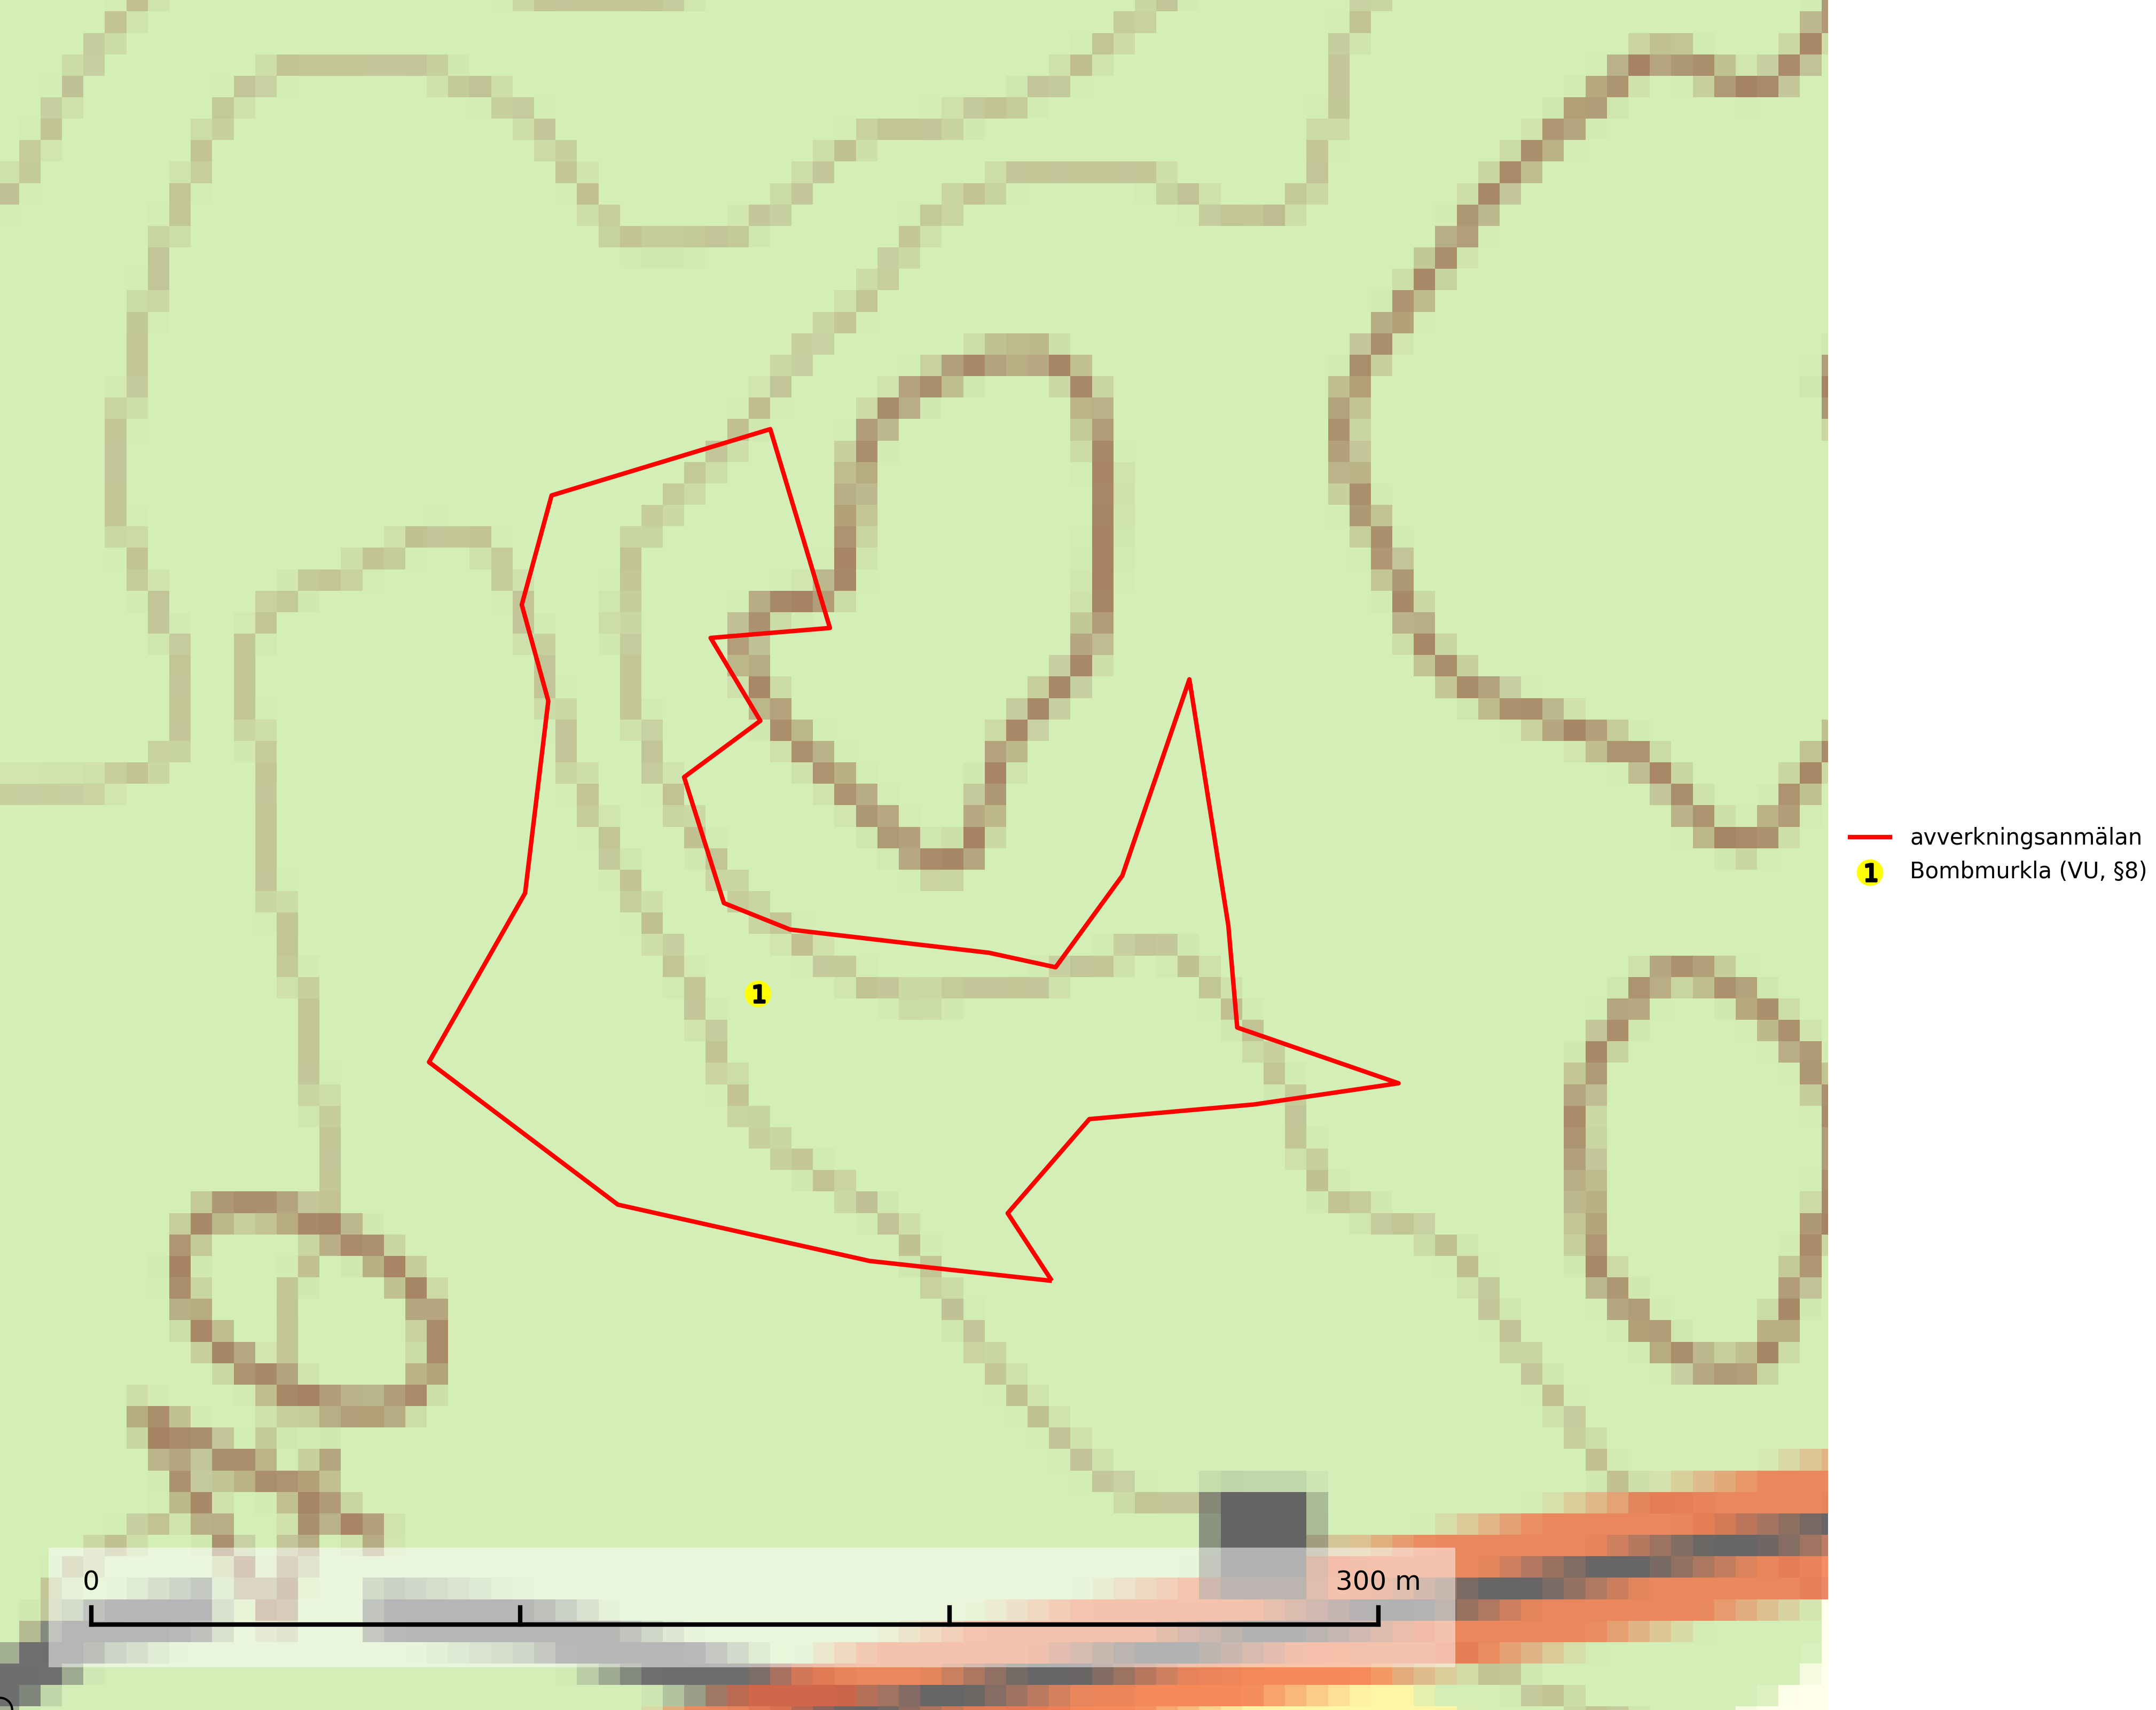 avverkningsanmälan
1 Bombmurkla (VU, §8)
1
0 300 m